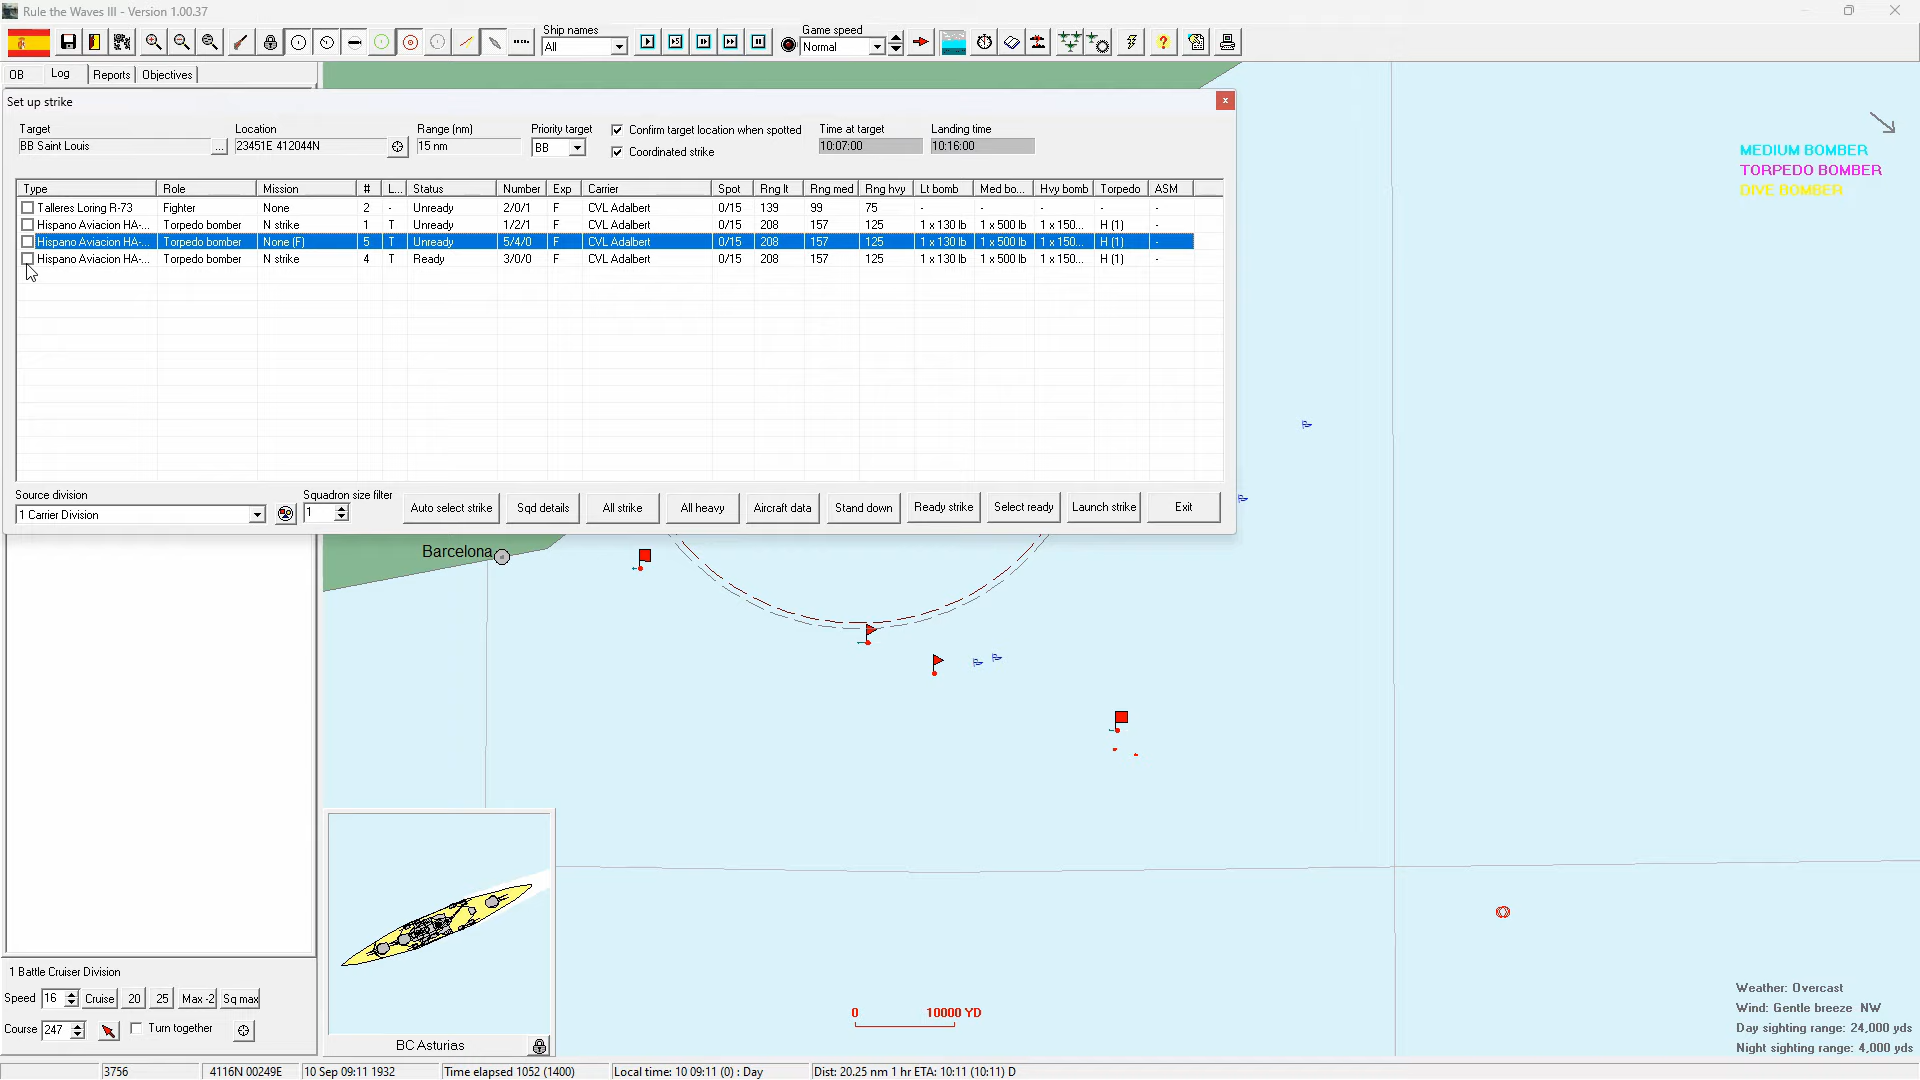 Rule the Waves III - Version 1.00.37
Ship names
All
Game speed
Normal
OB Log Reports Objectives
Set up strike
Target Location Range (nm) Priority target Confirm target location when spotted Time at target Landing time
BB Saint Louis ... 23451E 412044N 15 nm BB Coordinated strike 10:07:00 10:16:00
Type Role Mission # L... Status Number Exp Carrier Spot Rng lt Rng med Rng hvy Lt bomb Med bo... Hvy bomb Torpedo ASM
Talleres Loring R-73 Fighter None 2 - Unready 2/0/1 F CVL Adalbert 0/15 139 99 75 - - - - -
Hispano Aviacion HA-... Torpedo bomber N strike 1 T Unready 1/2/1 F CVL Adalbert 0/15 208 157 125 1 x 130 lb 1 x 500 lb 1 x 150... H (1) -
Hispano Aviacion HA-... Torpedo bomber None (F) 5 T Unready 5/4/0 F CVL Adalbert 0/15 208 157 125 1 x 130 lb 1 x 500 lb 1 x 150... H (1) -
Hispano Aviacion HA-... Torpedo bomber N strike 4 T Ready 3/0/0 F CVL Adalbert 0/15 208 157 125 1 x 130 lb 1 x 500 lb 1 x 150... H (1) -
Source division Squadron size filter
1 Carrier Division 1 Auto select strike Sqd details All strike All heavy Aircraft data Stand down Ready strike Select ready Launch strike Exit
MEDIUM BOMBER
TORPEDO BOMBER
DIVE BOMBER
Barcelona
1 Battle Cruiser Division
Speed 16 Cruise 20 25 Max -2 Sq max
Course 247 Turn together
BC Asturias
0 10000 YD
Weather: Overcast
Wind: Gentle breeze NW
Day sighting range: 24,000 yds
Night sighting range: 4,000 yds
3756 4116N 00249E 10 Sep 09:11 1932 Time elapsed 1052 (1400) Local time: 10 09:11 (0) : Day Dist: 20.25 nm 1 hr ETA: 10:11 (10:11) D